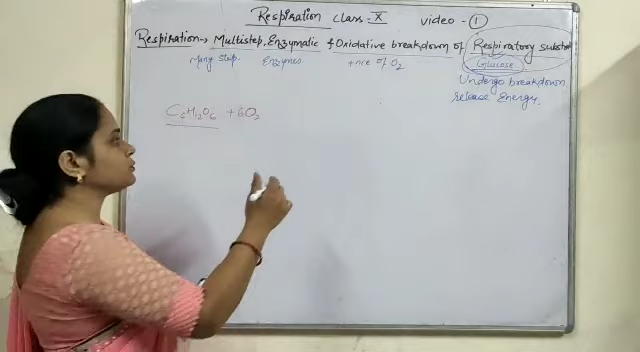 Respiration class - X video - 1
Respiration → Multistep, Enzymatic & Oxidative breakdown of Respiratory subst
Many step Enzymes +nce of O2 Glucose
Undergo breakdown
release Energy.
C6H12O6 + 6O2